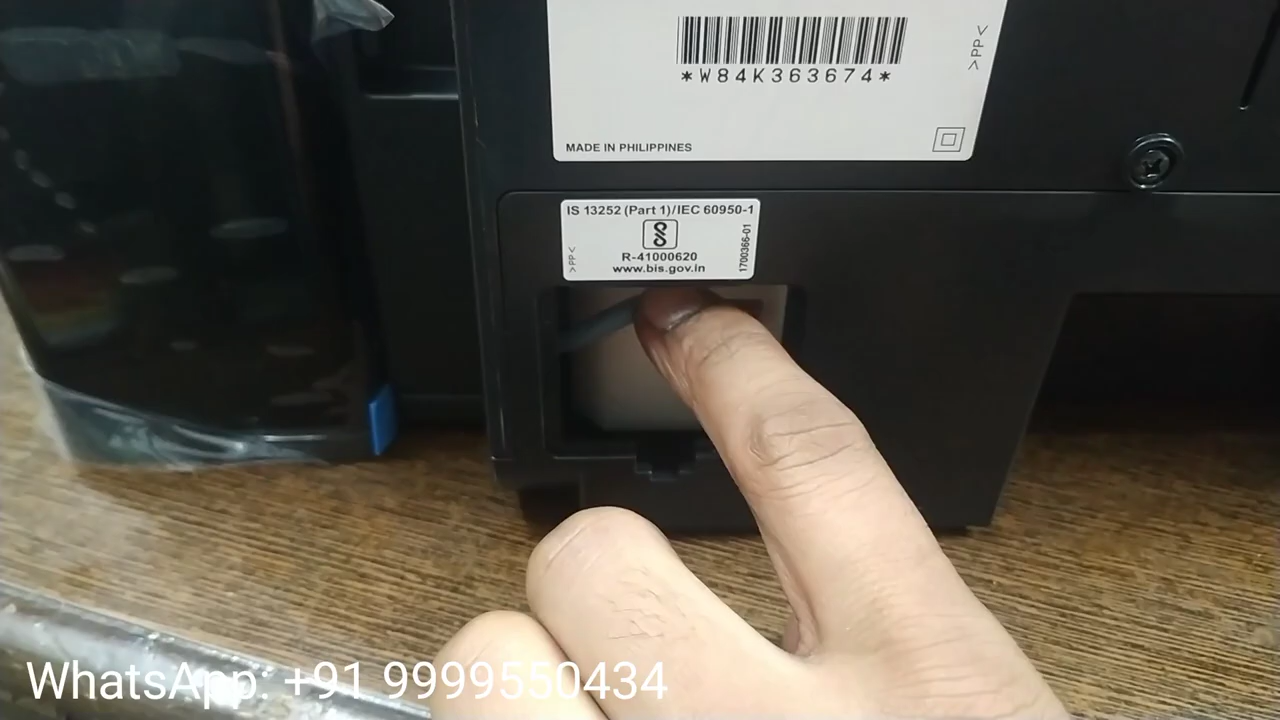 *W84K363674*
>PP<
MADE IN PHILIPPINES
IS 13252 (Part 1)/IEC 60950-1
>PP<
R-41000620
www.bis.gov.in
1700366-01
WhatsApp: +91 9999550434